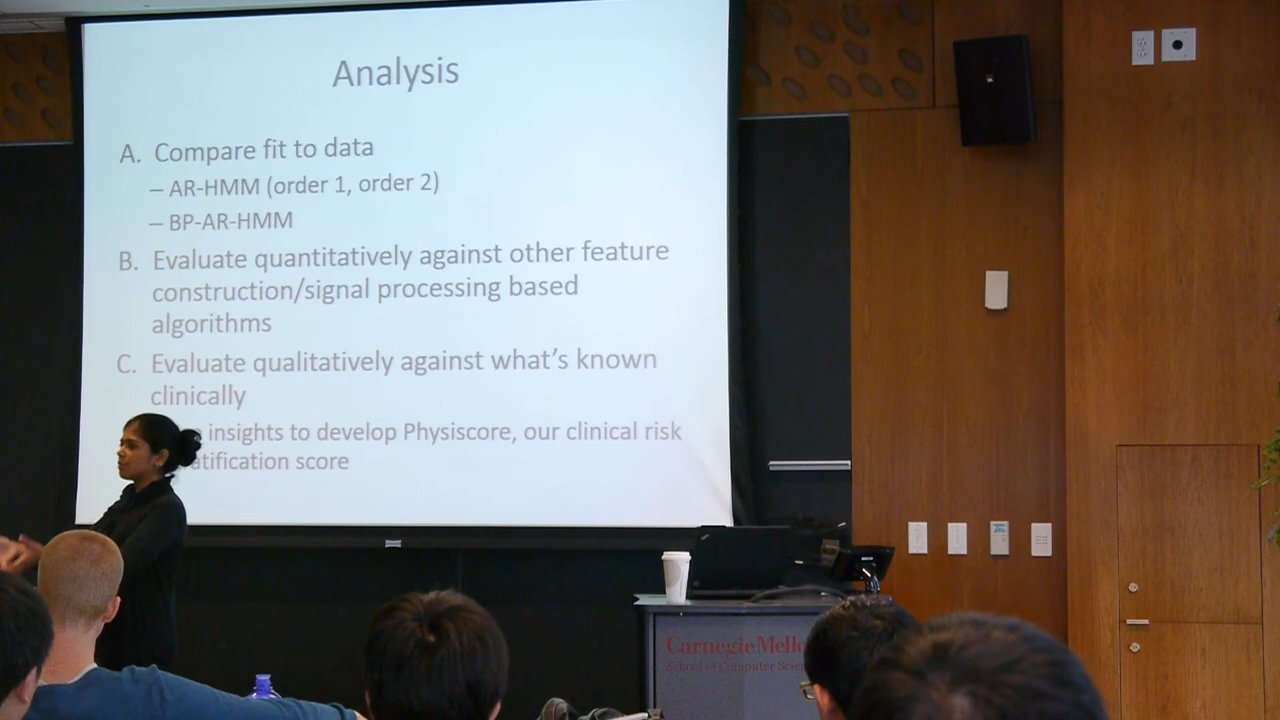 Analysis
A. Compare fit to data
– AR-HMM (order 1, order 2)
– BP-AR-HMM
B. Evaluate quantitatively against other feature
construction/signal processing based
algorithms
C. Evaluate qualitatively against what's known
clinically
insights to develop Physiscore, our clinical risk
score
Carnegie
School of Computer